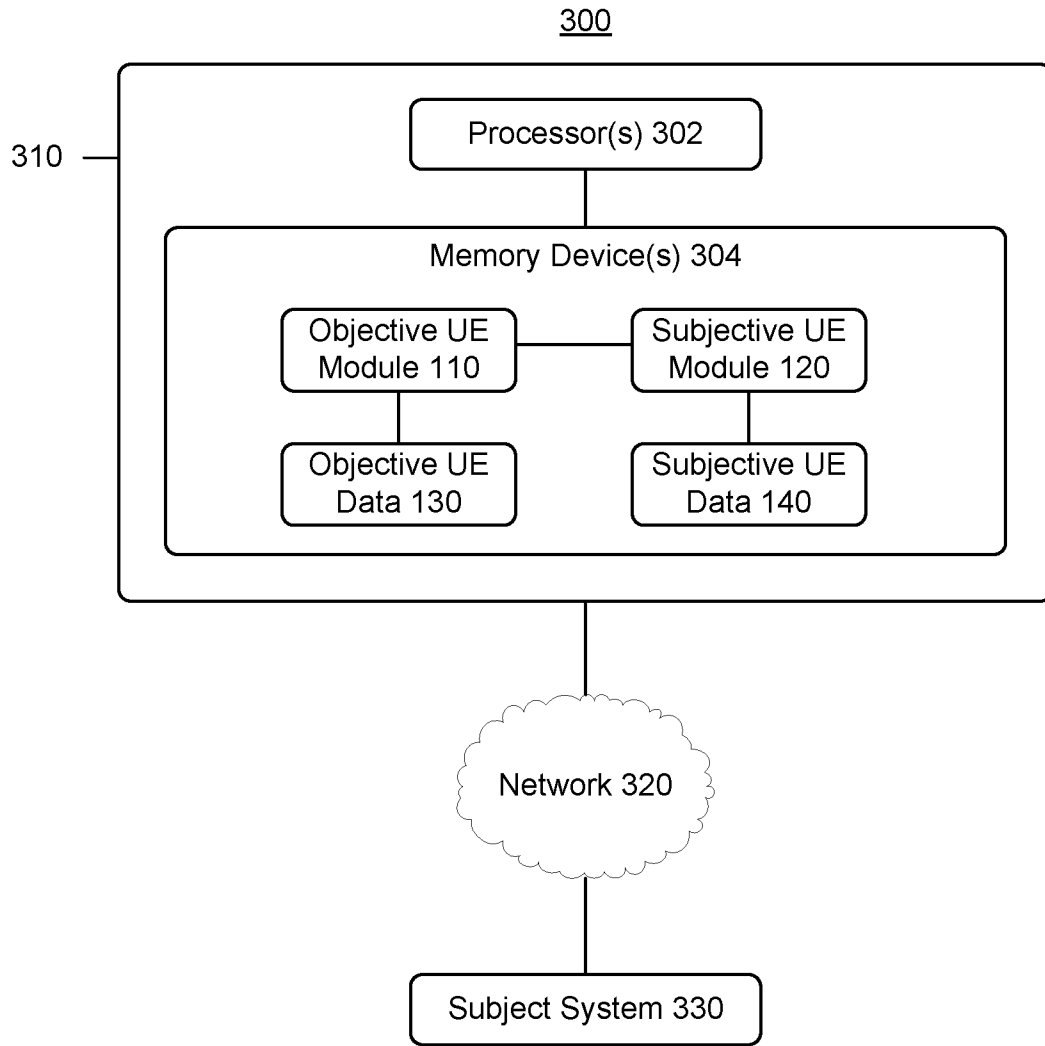 300
310
Processor(s) 302
Memory Device(s) 304
Objective UE
Module 110
Subjective UE
Module 120
Objective UE
Data 130
Subjective UE
Data 140
Network 320
Subject System 330